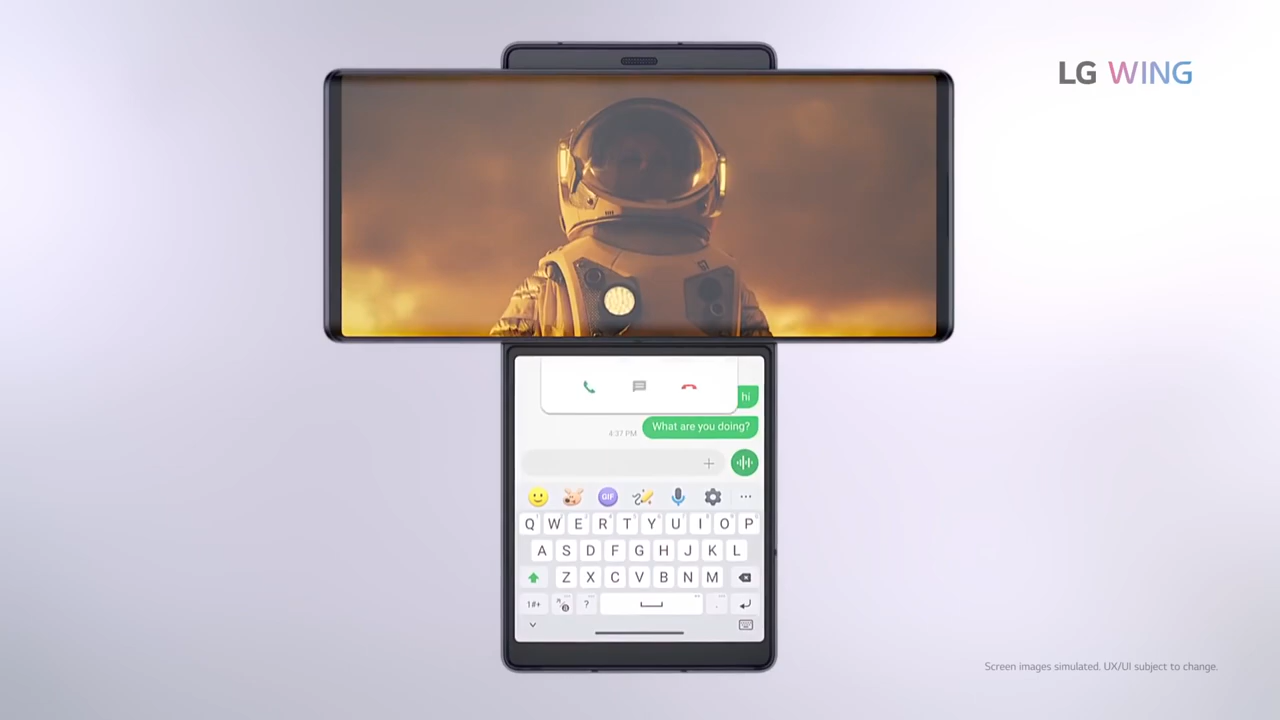 LG WING
hi
What are you doing?
4:37 PM
GIF
Q W E R T Y U I O P
A S D F G H J K L
Z X C V B N M
1#+ ? .
Screen images simulated. UX/UI subject to change.